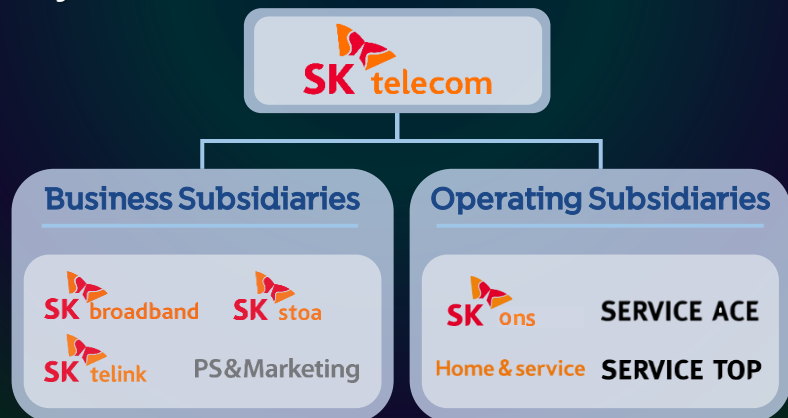 SK telecom
Business Subsidiaries
SK broadband
SK stoa
SK telink
PS&Marketing
Operating Subsidiaries
SK ons
SERVICE ACE
Home & service
SERVICE TOP